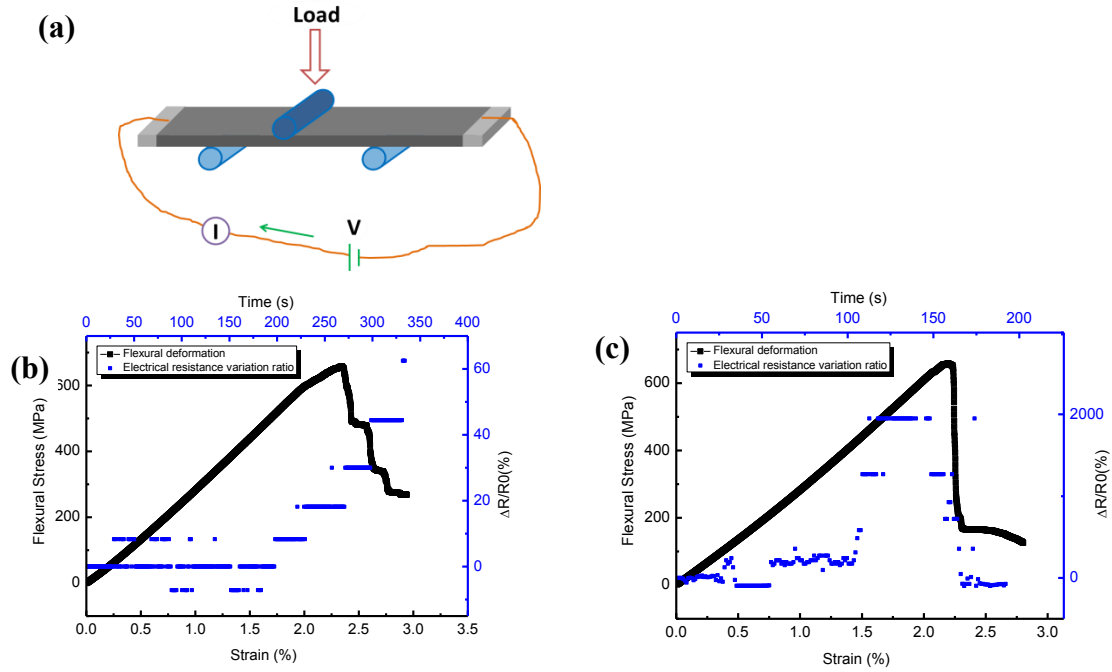 (a)
Load
I
V
(b)
Time (s)
0 50 100 150 200 250 300 350 400
Flexural deformation
Electrical resistance variation ratio
Flexural Stress (MPa)
600
400
200
0
60
40
20
0
ΔR/R0(%)
0.0 0.5 1.0 1.5 2.0 2.5 3.0 3.5
Strain (%)
(c)
Time (s)
0 50 100 150 200
Flexural deformation
Electrical resistance variation ratio
Flexural Stress (MPa)
600
400
200
0
2000
0
ΔR/R0(%)
0.0 0.5 1.0 1.5 2.0 2.5 3.0
Strain (%)